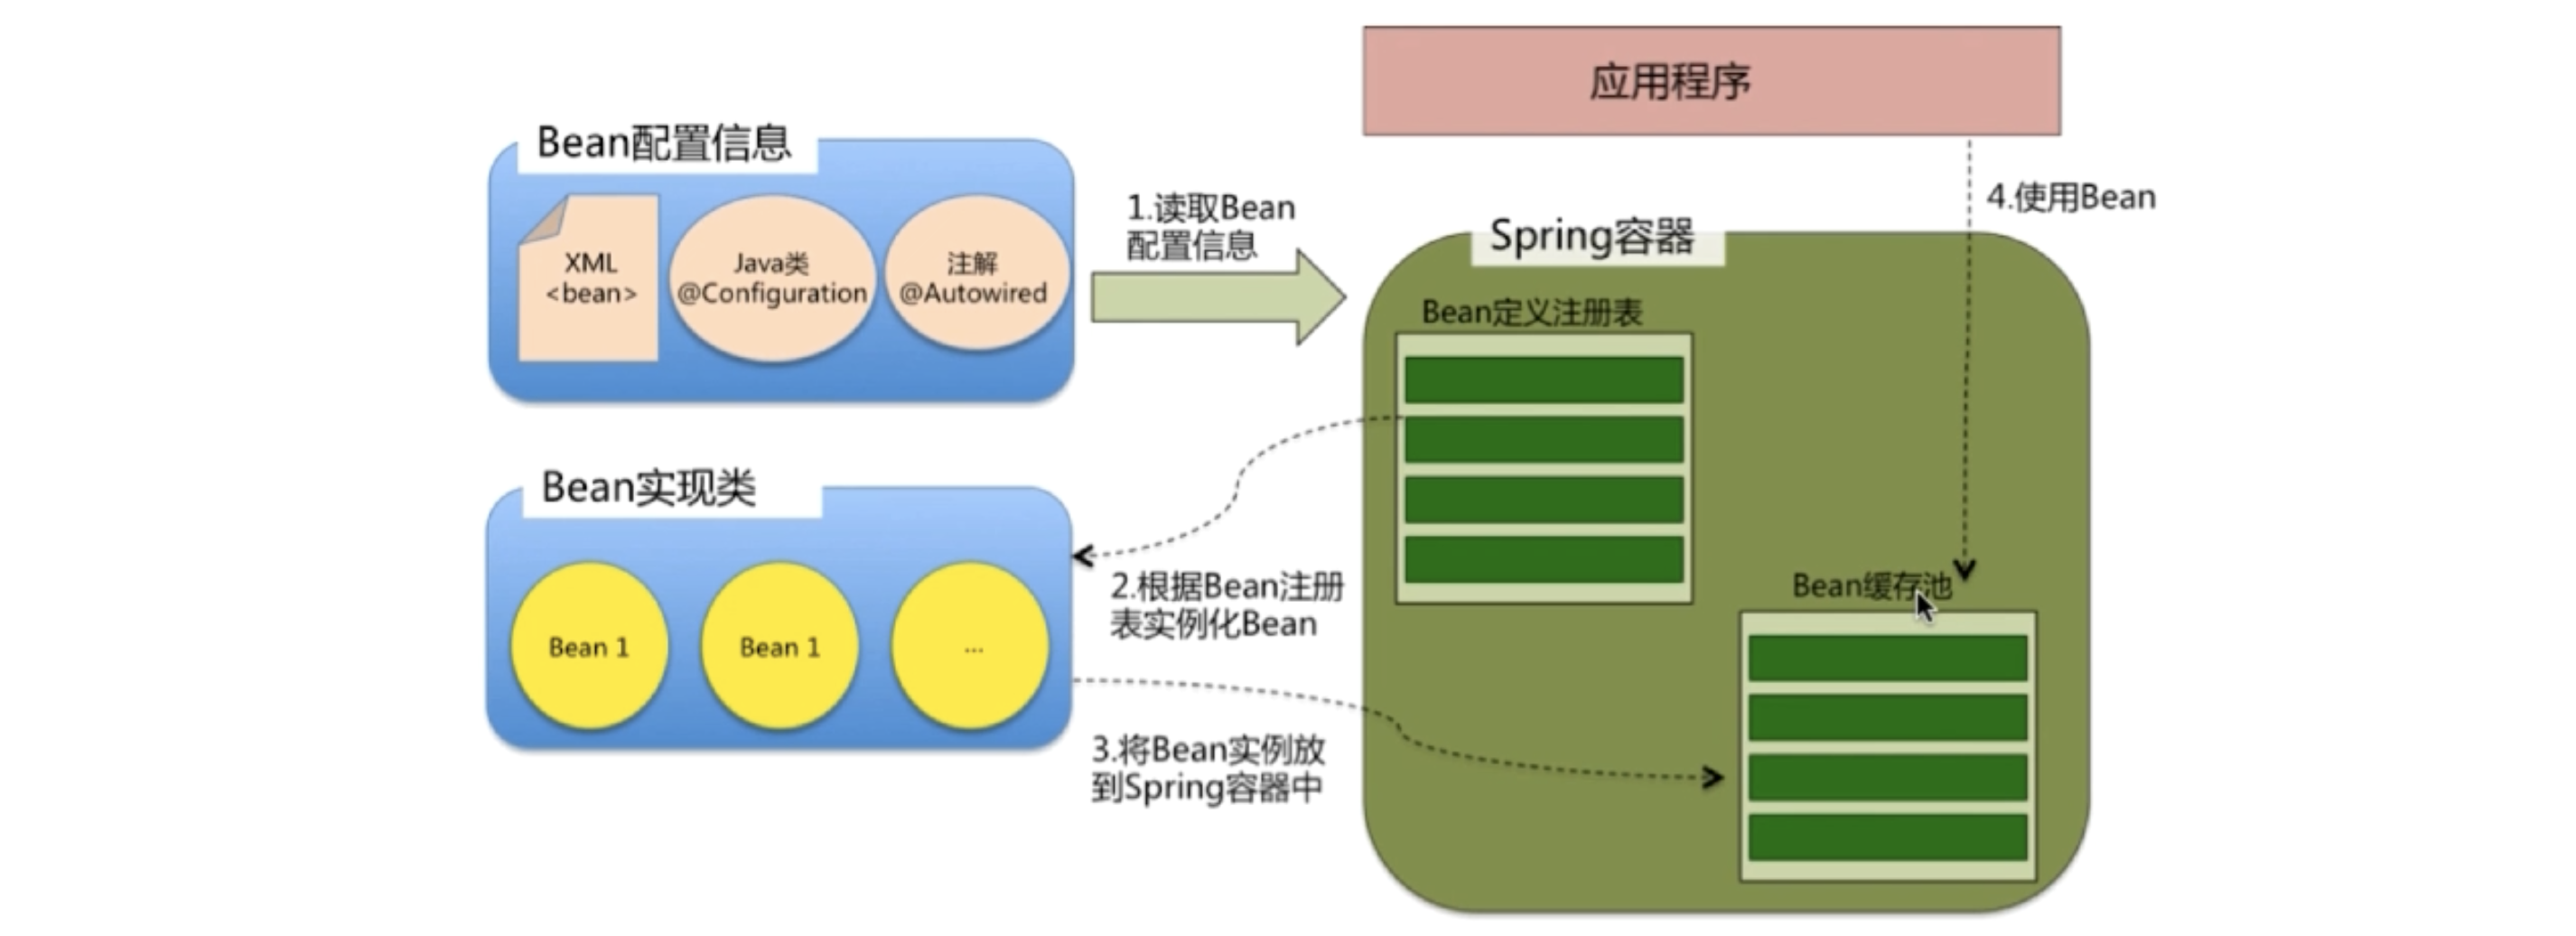 应用程序
Bean配置信息
XML
<bean>
Java类
@Configuration
注解
@Autowired
1.读取Bean
配置信息
4.使用Bean
Spring容器
Bean定义注册表
Bean实现类
Bean 1
Bean 1
...
2.根据Bean注册
表实例化Bean
3.将Bean实例放
到Spring容器中
Bean缓存池